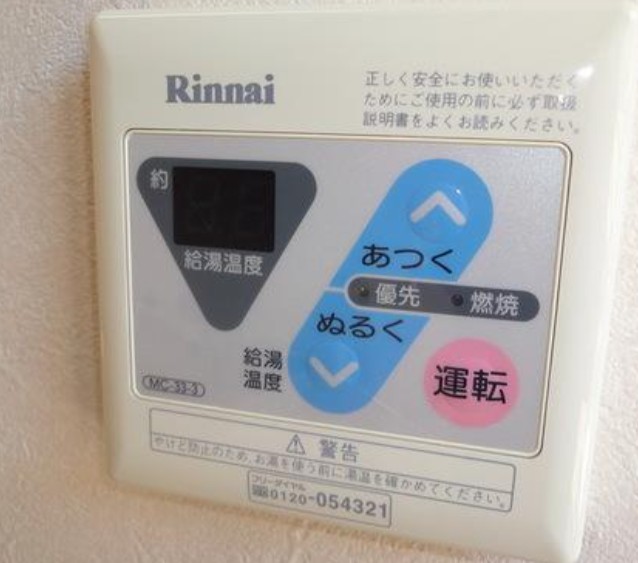 Rinnai
正しく安全にお使いいただく
ためにご使用の前に必ず取扱
説明書をよくお読みください。
約
給湯温度
あつく
優先
燃焼
ぬるく
給湯
温度
運転
MC-33-3
警告
やけど防止のため、お湯を使う前に湯温を確かめてください。
フリーダイヤル
0120-054321